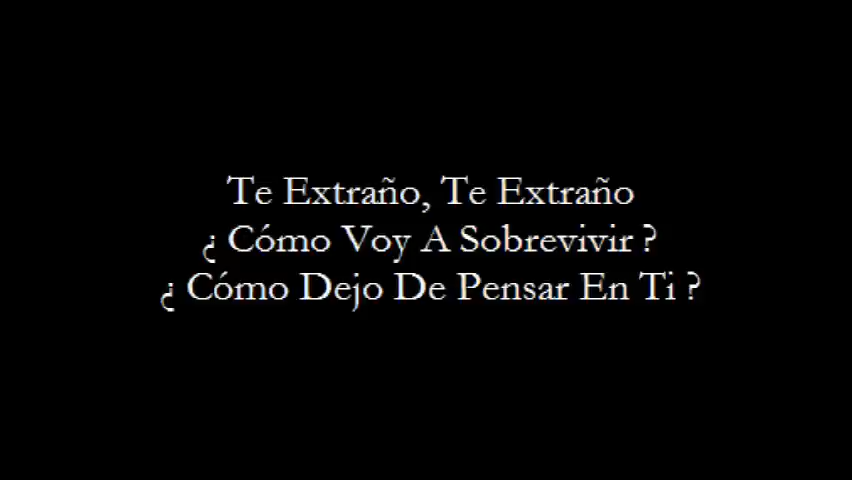 Te Extraño, Te Extraño
¿ Cómo Voy A Sobrevivir ?
¿ Cómo Dejo De Pensar En Ti ?